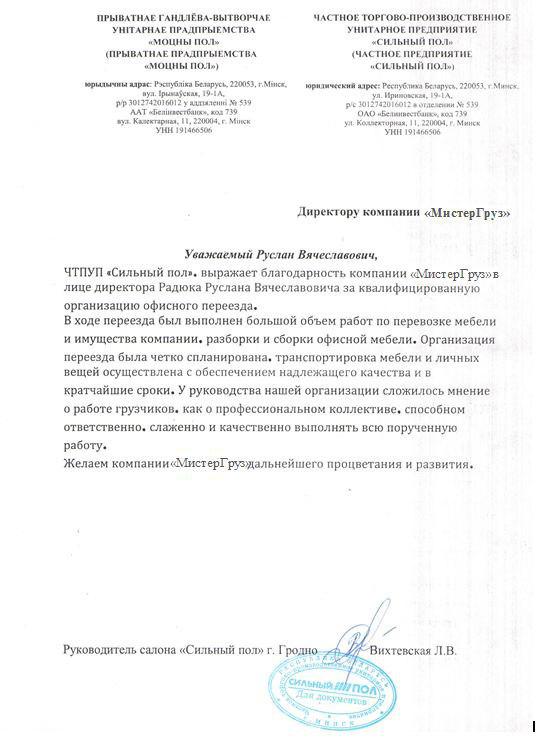 ПРЫВАТНАЕ ГАНДЛЁВА-ВЫТВОРЧАЕ
УНІТАРНАЕ ПРАДПРЫЕМСТВА
«МОЦНЫ ПОЛ»
(ПРЫВАТНАЕ ПРАДПРЫЕМСТВА
«МОЦНЫ ПОЛ»)
юрыдычны адрас: Рэспубліка Беларусь, 220053, г.Мінск,
вул. Ірынаўская, 19-1А,
р/р 3012742016012 у аддзяленні № 539
ААТ «Белінвестбанк», код 739
вул. Калектарная, 11, 220004, г. Мінск
УНН 191466506
ЧАСТНОЕ ТОРГОВО-ПРОИЗВОДСТВЕННОЕ
УНИТАРНОЕ ПРЕДПРИЯТИЕ
«СИЛЬНЫЙ ПОЛ»
(ЧАСТНОЕ ПРЕДПРИЯТИЕ
«СИЛЬНЫЙ ПОЛ»)
юридический адрес: Республика Беларусь, 220053, г.Минск,
ул. Ириновская, 19-1А,
р/с 3012742016012 в отделении № 539
ОАО «Белинвестбанк», код 739
ул. Коллекторная, 11, 220004, г. Минск
УНН 191466506
Директору компании «МистерГруз»
Уважаемый Руслан Вячеславович,
ЧТПУП «Сильный пол», выражает благодарность компании «МистерГруз» в
лице директора Радюка Руслана Вячеславовича за квалифицированную
организацию офисного переезда.
В ходе переезда был выполнен большой объем работ по перевозке мебели
и имущества компании, разборки и сборки офисной мебели. Организация
переезда была четко спланирована, транспортировка мебели и личных
вещей осуществлена с обеспечением надлежащего качества и в
кратчайшие сроки. У руководства нашей организации сложилось мнение
о работе грузчиков, как о профессиональном коллективе, способном
ответственно, слаженно и качественно выполнять всю порученную
работу.
Желаем компании «МистерГруз» дальнейшего процветания и развития.
Руководитель салона «Сильный пол» г. Гродно Вихтевская Л.В.
РЕСПУБЛИКА БЕЛАРУСЬ
СИЛЬНЫЙ ПОЛ
Для документов
г. МИНСК